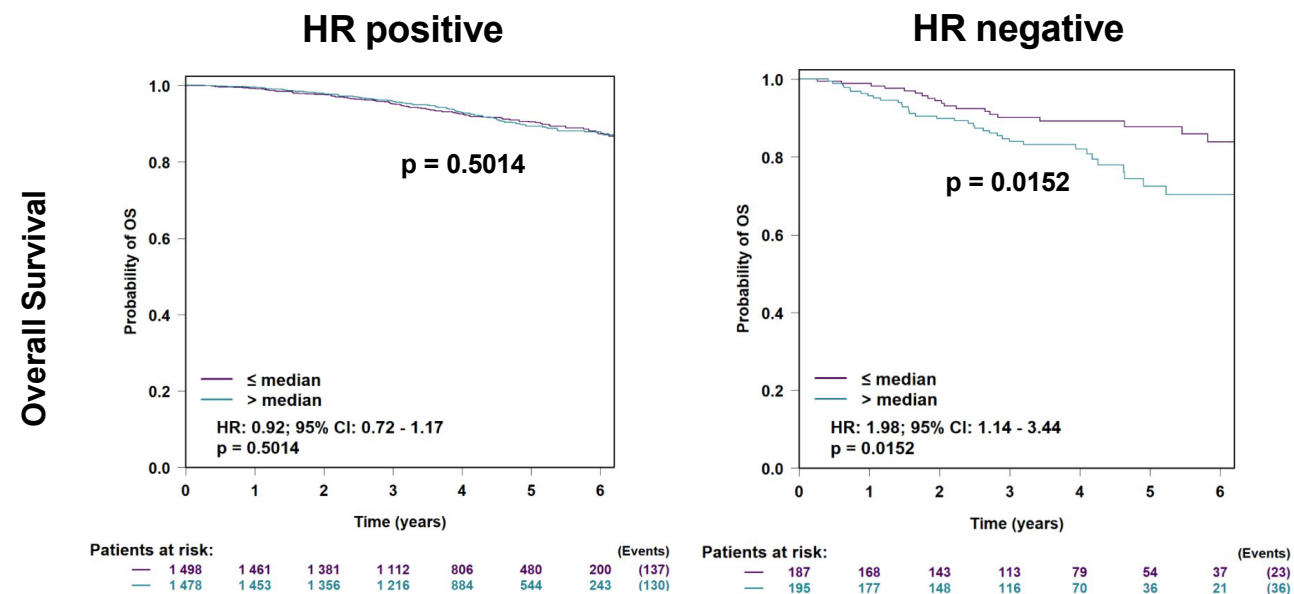 HR positive
HR negative
Overall Survival
Probability of OS
1.0
0.8
0.6
0.4
0.2
0.0
p = 0.5014
≤ median
> median
HR: 0.92; 95% CI: 0.72 - 1.17
p = 0.5014
0 1 2 3 4 5 6
Time (years)
Patients at risk: (Events)
1 498 1 461 1 381 1 112 806 480 200 (137)
1 478 1 453 1 356 1 216 884 544 243 (130)
Probability of OS
1.0
0.8
0.6
0.4
0.2
0.0
p = 0.0152
≤ median
> median
HR: 1.98; 95% CI: 1.14 - 3.44
p = 0.0152
0 1 2 3 4 5 6
Time (years)
Patients at risk: (Events)
187 168 143 113 79 54 37 (23)
195 177 148 116 70 36 21 (36)